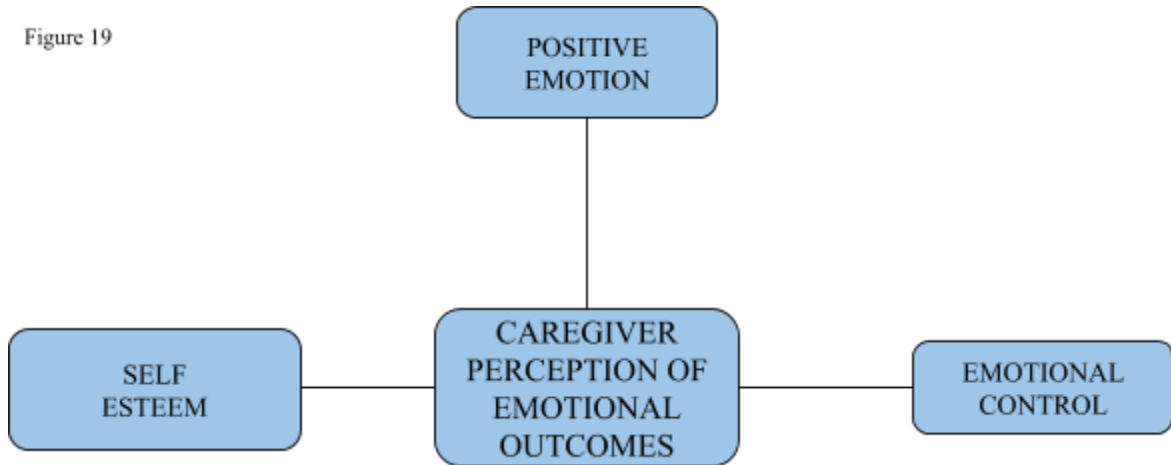 Figure 19
POSITIVE
EMOTION
SELF
ESTEEM
CAREGIVER
PERCEPTION OF
EMOTIONAL
OUTCOMES
EMOTIONAL
CONTROL